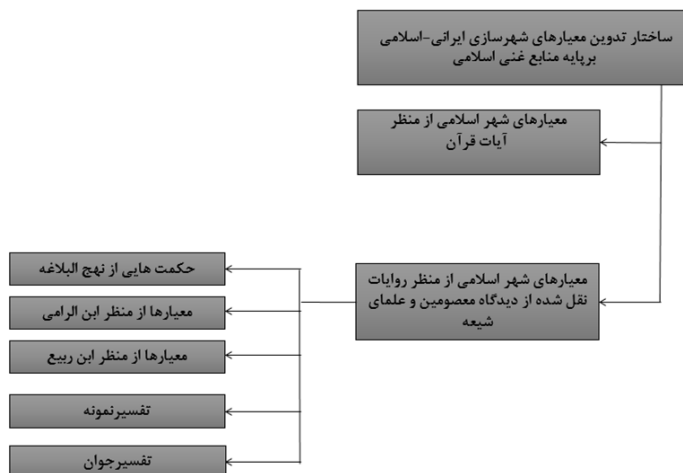 ساختار تدوین معیارهای شهرسازی ایرانی-اسلامی
برپایه منابع غنی اسلامی
معیارهای شهر اسلامی از منظر
آیات قرآن
معیارهای شهر اسلامی از منظر روایات
نقل شده از دیدگاه معصومین و علمای
شیعه
حکمت هایی از نهج البلاغه
معیارها از منظر ابن الرامی
معیارها از منظر ابن ربیع
تفسیرنمونه
تفسیرجوان